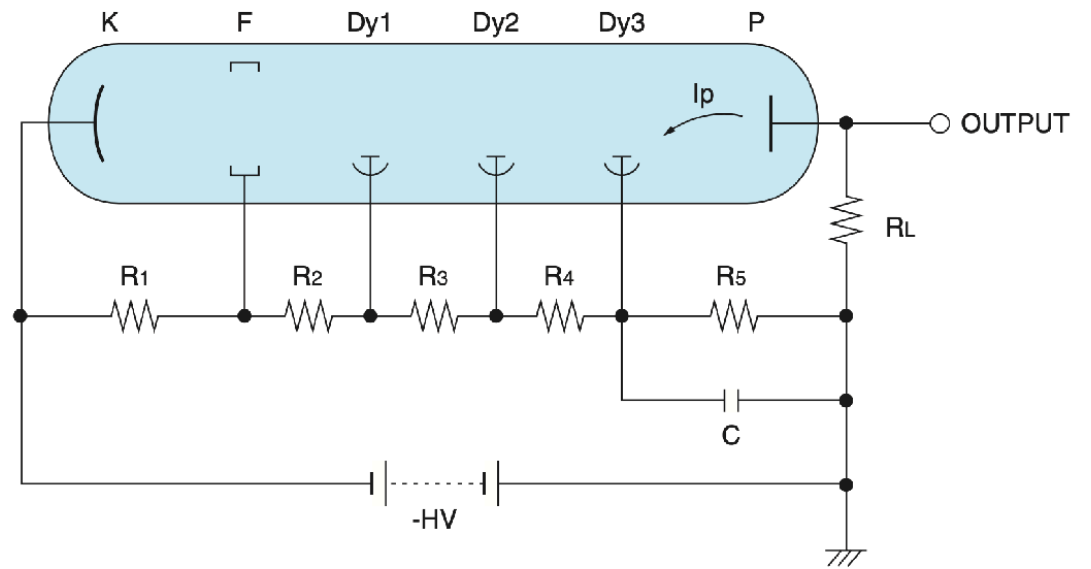 K F Dy1 Dy2 Dy3 P
Ip
OUTPUT
RL
R1 R2 R3 R4 R5
C
-HV